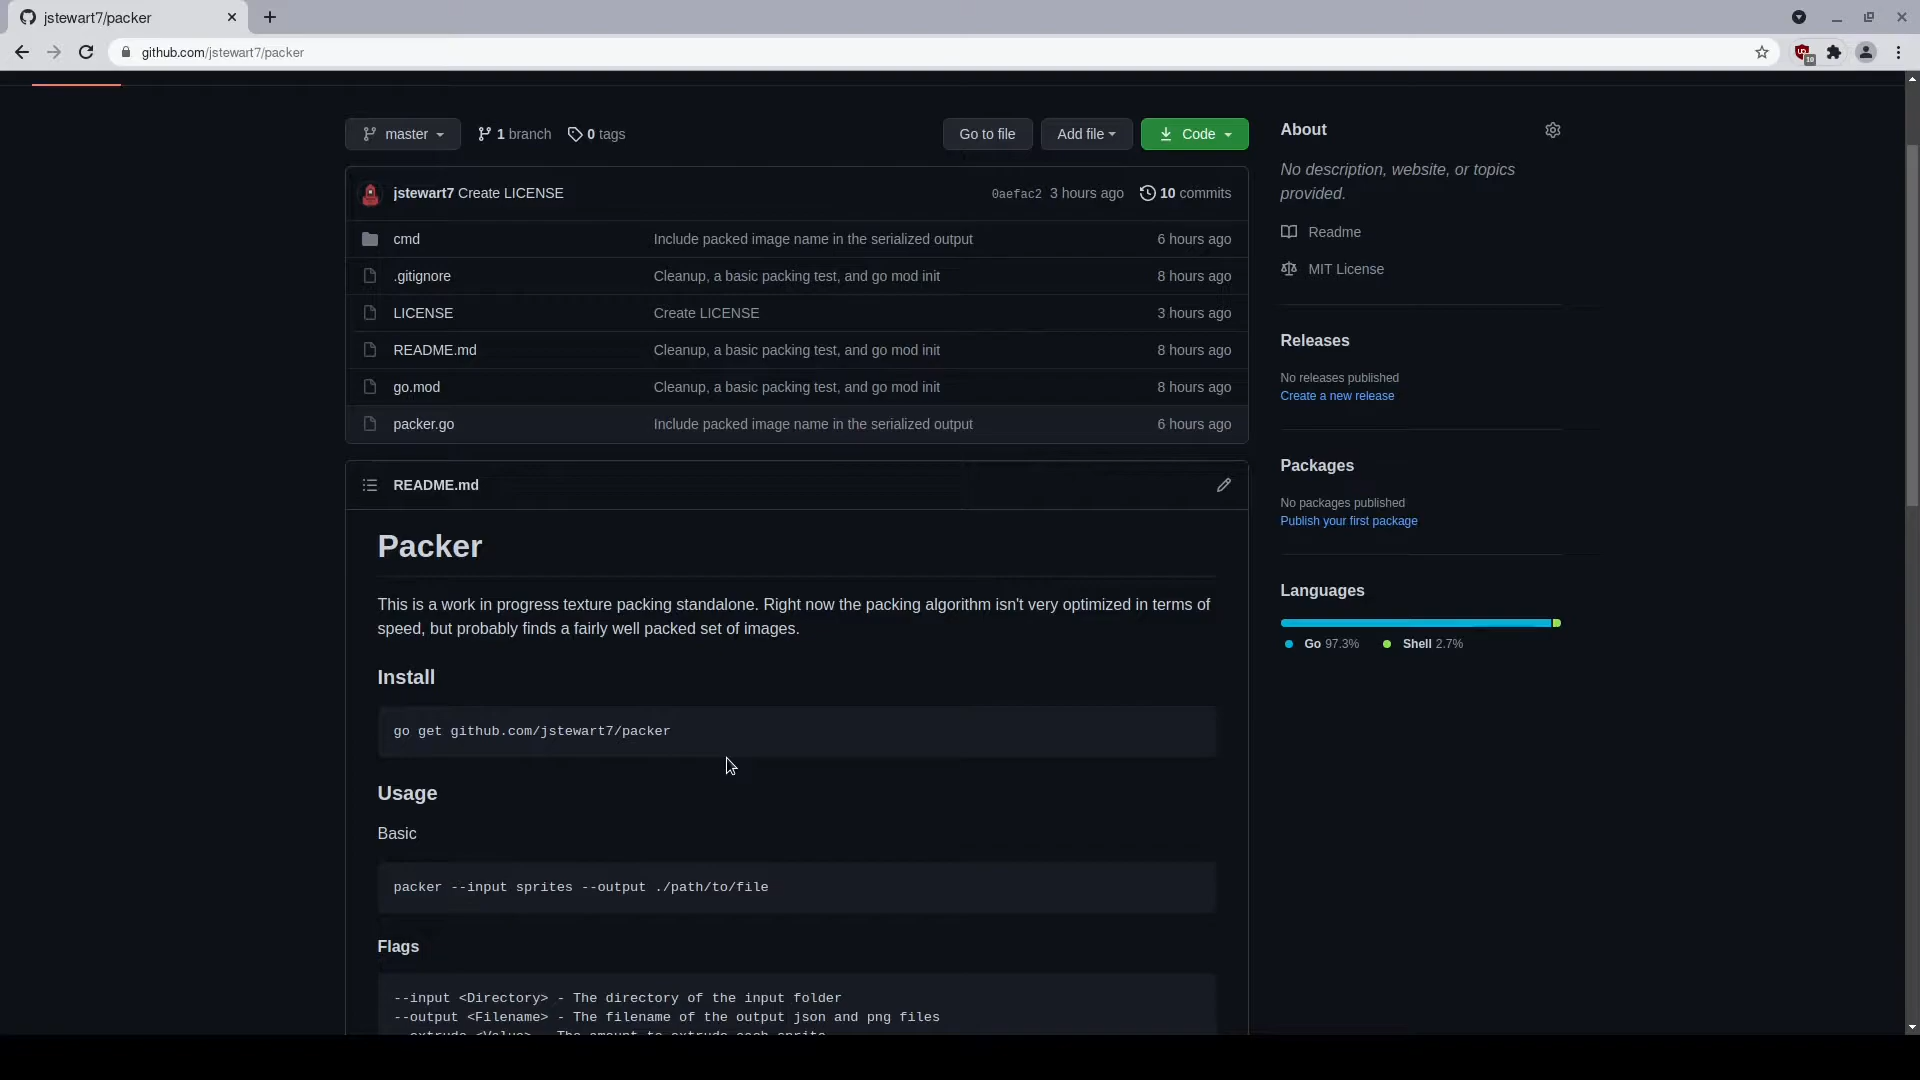 jstewart7/packer
github.com/jstewart7/packer
10
master
1 branch
0 tags
Go to file
Add file
Code
jstewart7 Create LICENSE
0aefac2 3 hours ago
10 commits
cmd
Include packed image name in the serialized output
6 hours ago
.gitignore
Cleanup, a basic packing test, and go mod init
8 hours ago
LICENSE
Create LICENSE
3 hours ago
README.md
Cleanup, a basic packing test, and go mod init
8 hours ago
go.mod
Cleanup, a basic packing test, and go mod init
8 hours ago
packer.go
Include packed image name in the serialized output
6 hours ago
README.md
Packer
This is a work in progress texture packing standalone. Right now the packing algorithm isn't very optimized in terms of
speed, but probably finds a fairly well packed set of images.
Install
go get github.com/jstewart7/packer
Usage
Basic
packer --input sprites --output ./path/to/file
Flags
--input <Directory> - The directory of the input folder
--output <Filename> - The filename of the output json and png files
--extrude <Value> - The amount to extrude each sprite
About
No description, website, or topics
provided.
Readme
MIT License
Releases
No releases published
Create a new release
Packages
No packages published
Publish your first package
Languages
Go 97.3%
Shell 2.7%